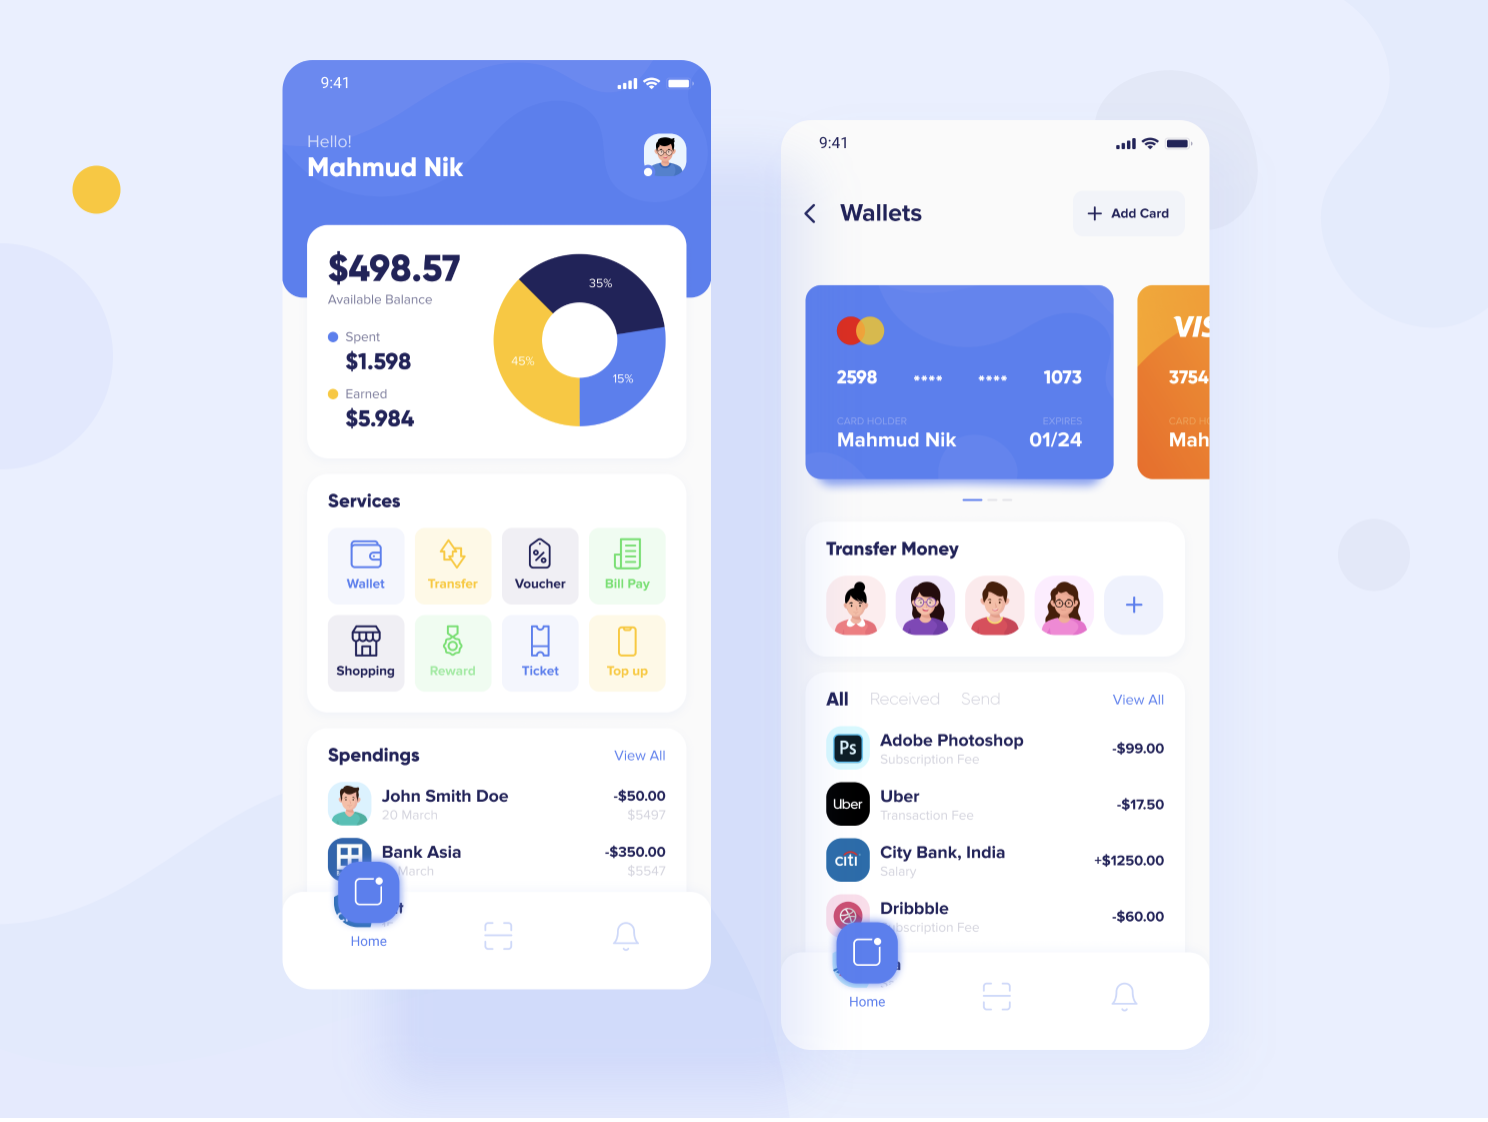 9:41
Hello!
Mahmud Nik
$498.57
Available Balance
Spent
$1.598
Earned
$5.984
35%
45%
15%
Services
Wallet
Transfer
Voucher
Bill Pay
Shopping
Reward
Ticket
Top up
Spendings
View All
John Smith Doe
-$50.00
20 March
$5497
Bank Asia
-$350.00
March
$5547
Home
9:41
Wallets
Add Card
2598 **** **** 1073
CARD HOLDER
EXPIRES
Mahmud Nik
01/24
VIS
3754
CARD HO
Mah
Transfer Money
All
Received
Send
View All
Ps
Adobe Photoshop
-$99.00
Subscription Fee
Uber
Uber
-$17.50
Transaction Fee
citi
City Bank, India
+$1250.00
Salary
Dribbble
-$60.00
ubscription Fee
Home